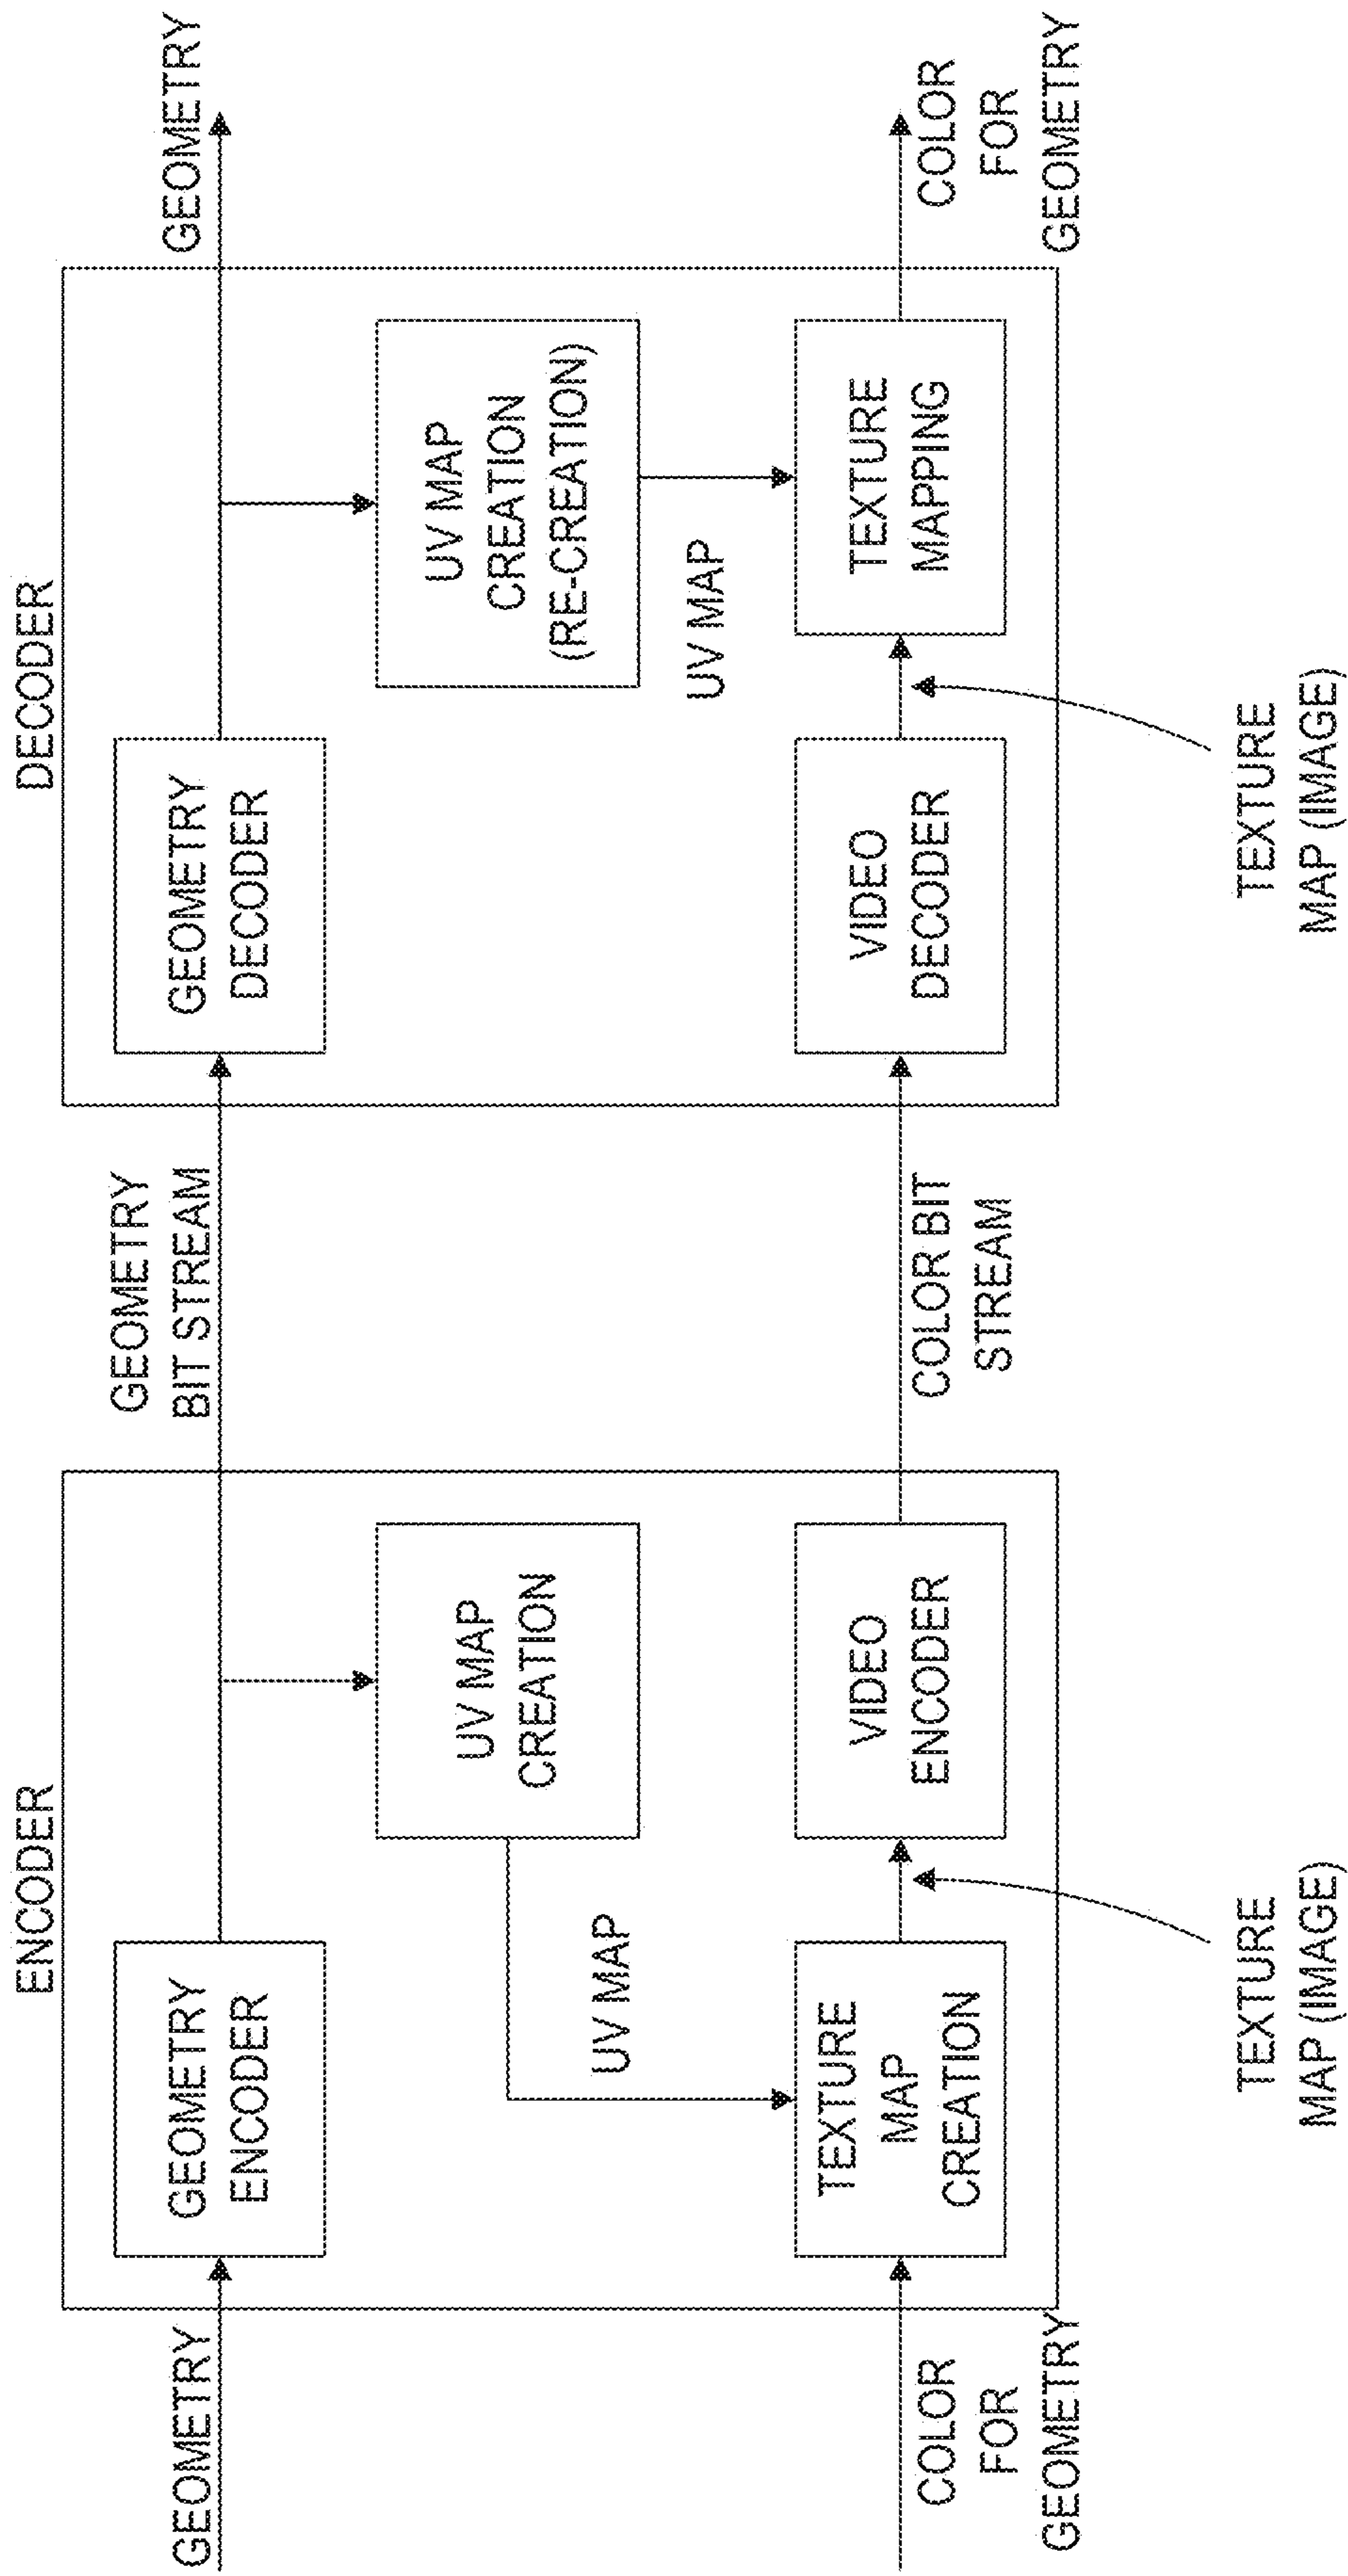 ENCODER
GEOMETRY
GEOMETRY
ENCODER
UV MAP
CREATION
UV MAP
COLOR
FOR
GEOMETRY
TEXTURE
MAP
CREATION
VIDEO
ENCODER
TEXTURE
MAP (IMAGE)
GEOMETRY
BIT STREAM
COLOR BIT
STREAM
DECODER
GEOMETRY
DECODER
GEOMETRY
UV MAP
CREATION
(RE-CREATION)
UV MAP
VIDEO
DECODER
TEXTURE
MAPPING
COLOR
FOR
GEOMETRY
TEXTURE
MAP (IMAGE)